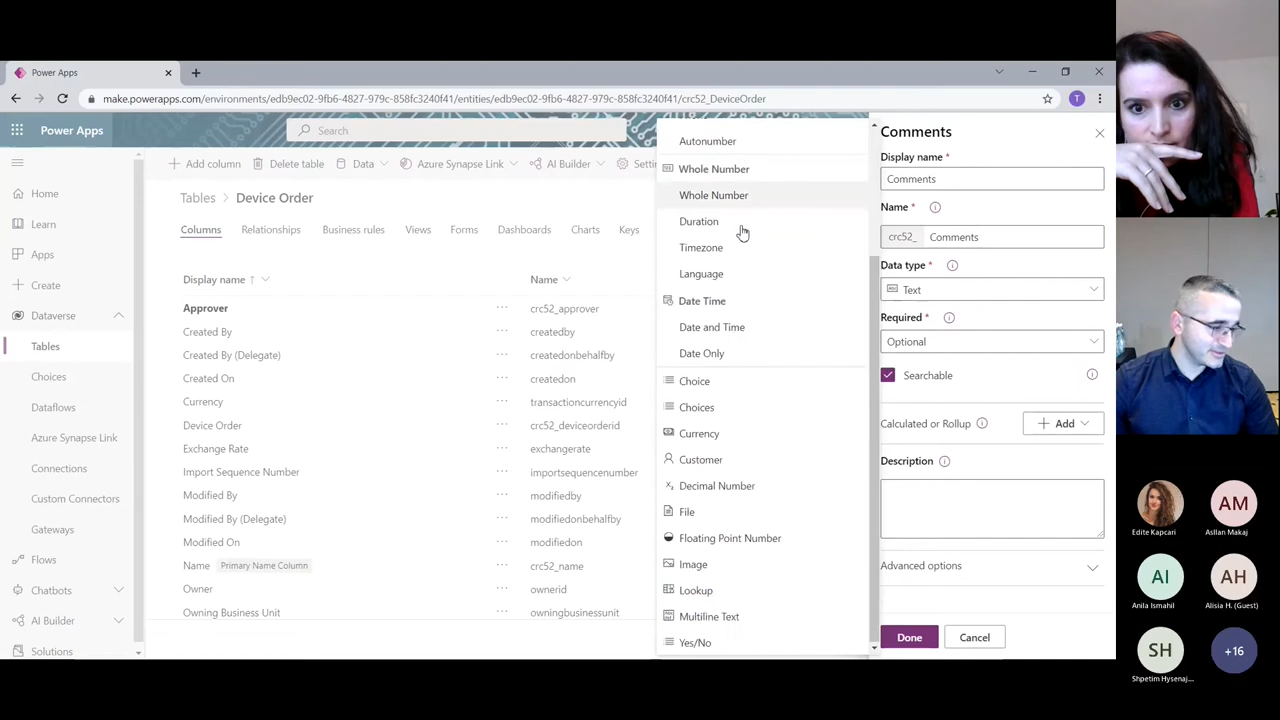 Power Apps
make.powerapps.com/environments/edb9ec02-9fb6-4827-979c-858fc3240f41/entities/edb9ec02-9fb6-4827-979c-858fc3240f41/crc52_DeviceOrder
T
Power Apps
Search
Home
Learn
Apps
Create
Dataverse
Tables
Choices
Dataflows
Azure Synapse Link
Connections
Custom Connectors
Gateways
Flows
Chatbots
AI Builder
Solutions
Add column
Delete table
Data
Azure Synapse Link
AI Builder
Setti
Tables
Device Order
Columns
Relationships
Business rules
Views
Forms
Dashboards
Charts
Keys
Display name ↑
Name
Approver
crc52_approver
Created By
createdby
Created By (Delegate)
createdonbehalfby
Created On
createdon
Currency
transactioncurrencyid
Device Order
crc52_deviceorderid
Exchange Rate
exchangerate
Import Sequence Number
importsequencenumber
Modified By
modifiedby
Modified By (Delegate)
modifiedonbehalfby
Modified On
modifiedon
Name
Primary Name Column
crc52_name
Owner
ownerid
Owning Business Unit
owningbusinessunit
Autonumber
Whole Number
Whole Number
Duration
Timezone
Language
Date Time
Date and Time
Date Only
Choice
Choices
Currency
Customer
Decimal Number
File
Floating Point Number
Image
Lookup
Multiline Text
Yes/No
Comments
Display name *
Comments
Name *
crc52_
Comments
Data type *
Text
Required *
Optional
Searchable
Calculated or Rollup
Add
Description
Advanced options
Done
Cancel
Edite Kapcari
AM
Asllan Makaj
AI
Anila Ismahil
AH
Alisia H. (Guest)
SH
Shpetim Hysenaj...
+16